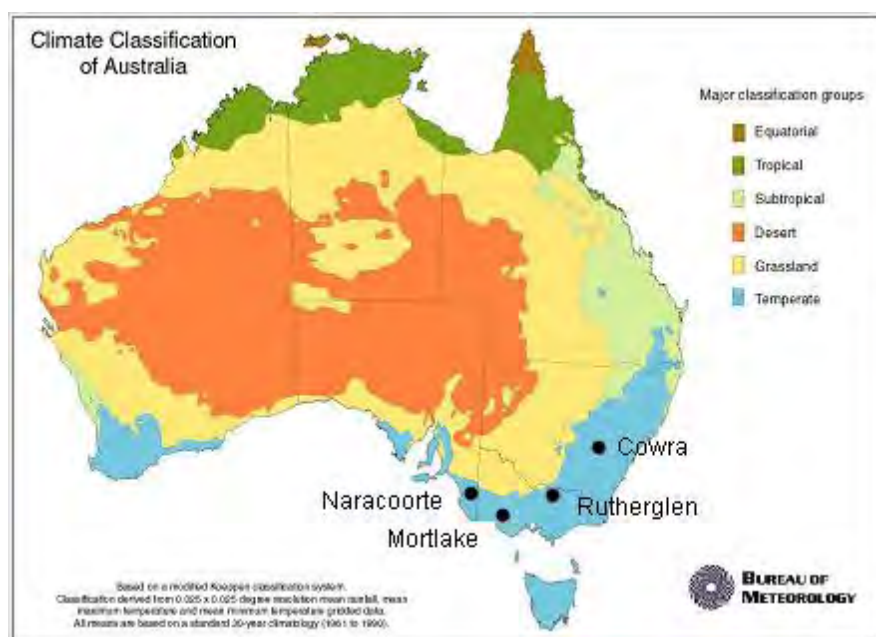 Climate Classification
of Australia
Major classification groups
Equatorial
Tropical
Subtropical
Desert
Grassland
Temperate
Cowra
Naracoorte
Rutherglen
Mortlake
Based on a modified Koeppen classification system.
Classification derived from 0.025 x 0.025 degree resolution mean rainfall, mean
maximum temperature and mean minimum temperature gridded data.
All means are based on a standard 30-year climatology (1961 to 1990).
BUREAU OF
METEOROLOGY